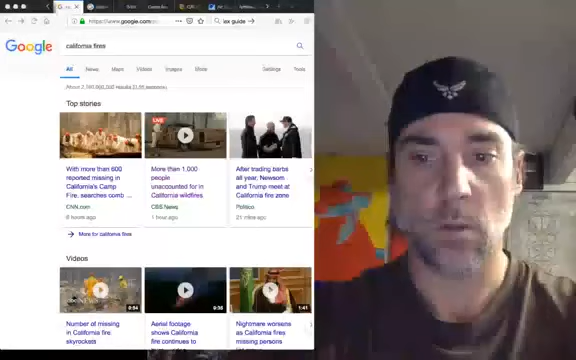 https://www.google.com
Google
california fires
All News Maps Videos Images More Settings Tools
Top stories
With more than 600
reported missing in
California's Camp
Fire, searches comb ...
CNN.com
6 hours ago
LIVE
More than 1,000
people
unaccounted for in
California wildfires
CBS News
1 hour ago
After trading barbs
all year, Newsom
and Trump meet at
California fire zone
Politico
21 mins ago
More for california fires
Videos
0:54
Number of missing
in California fire
skyrockets
Aerial footage
shows California
fire continues to
1:41
Nightmare worsens
as California fires
missing persons